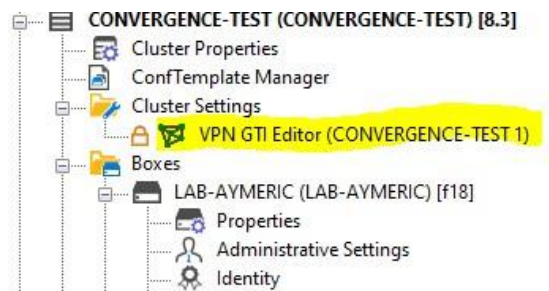 CONVERGENCE-TEST (CONVERGENCE-TEST) [8.3]
Cluster Properties
ConfTemplate Manager
Cluster Settings
VPN GTI Editor (CONVERGENCE-TEST 1)
Boxes
LAB-AYMERIC (LAB-AYMERIC) [f18]
Properties
Administrative Settings
Identity